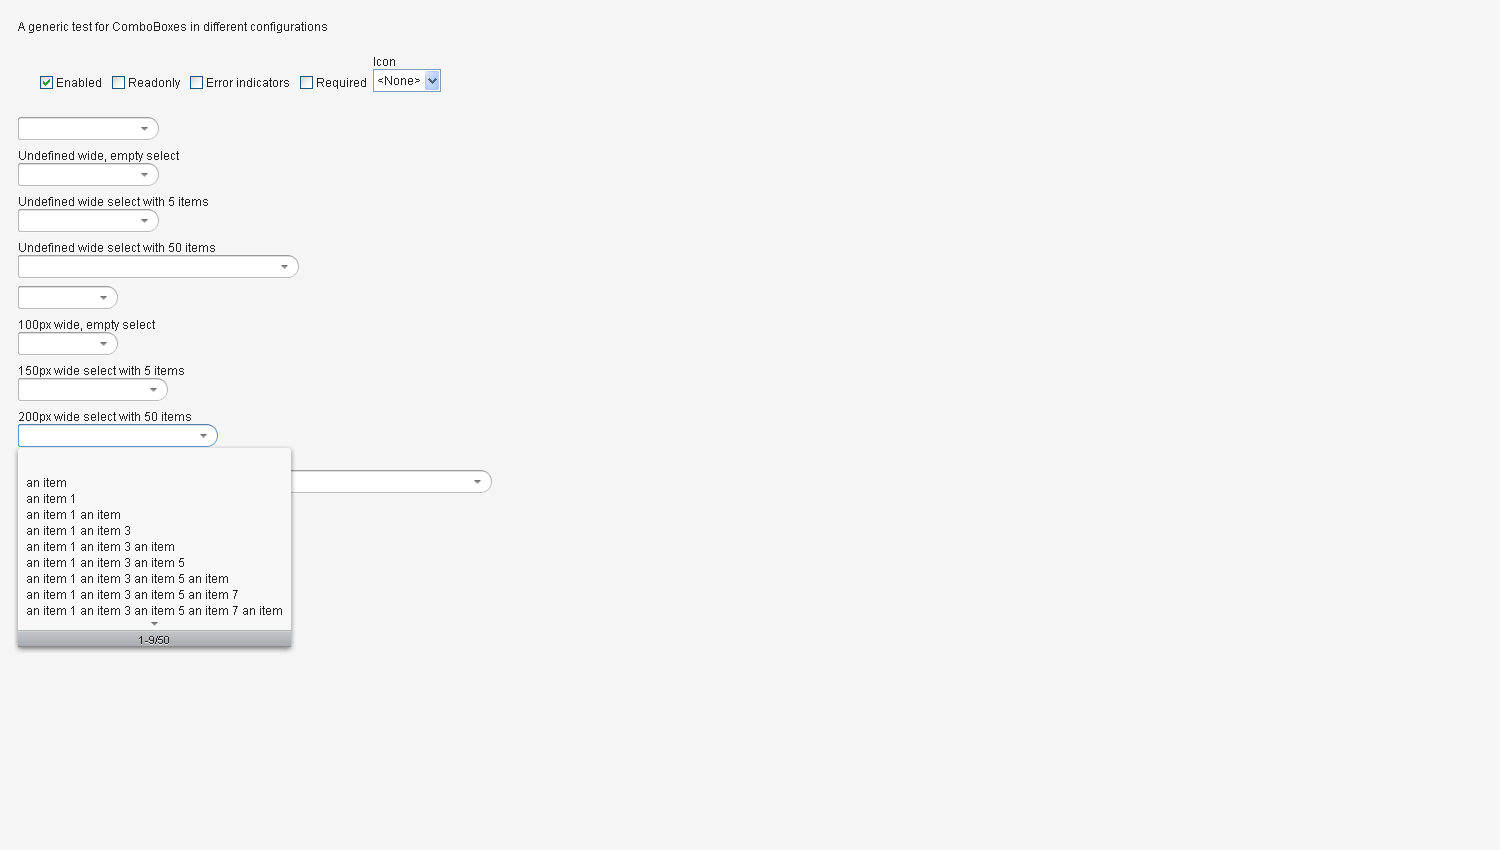 A generic test for ComboBoxes in different configurations
Icon
Enabled Readonly Error indicators Required <None>
Undefined wide, empty select
Undefined wide select with 5 items
Undefined wide select with 50 items
100px wide, empty select
150px wide select with 5 items
200px wide select with 50 items
an item
an item 1
an item 1 an item
an item 1 an item 3
an item 1 an item 3 an item
an item 1 an item 3 an item 5
an item 1 an item 3 an item 5 an item
an item 1 an item 3 an item 5 an item 7
an item 1 an item 3 an item 5 an item 7 an item
1-9/50